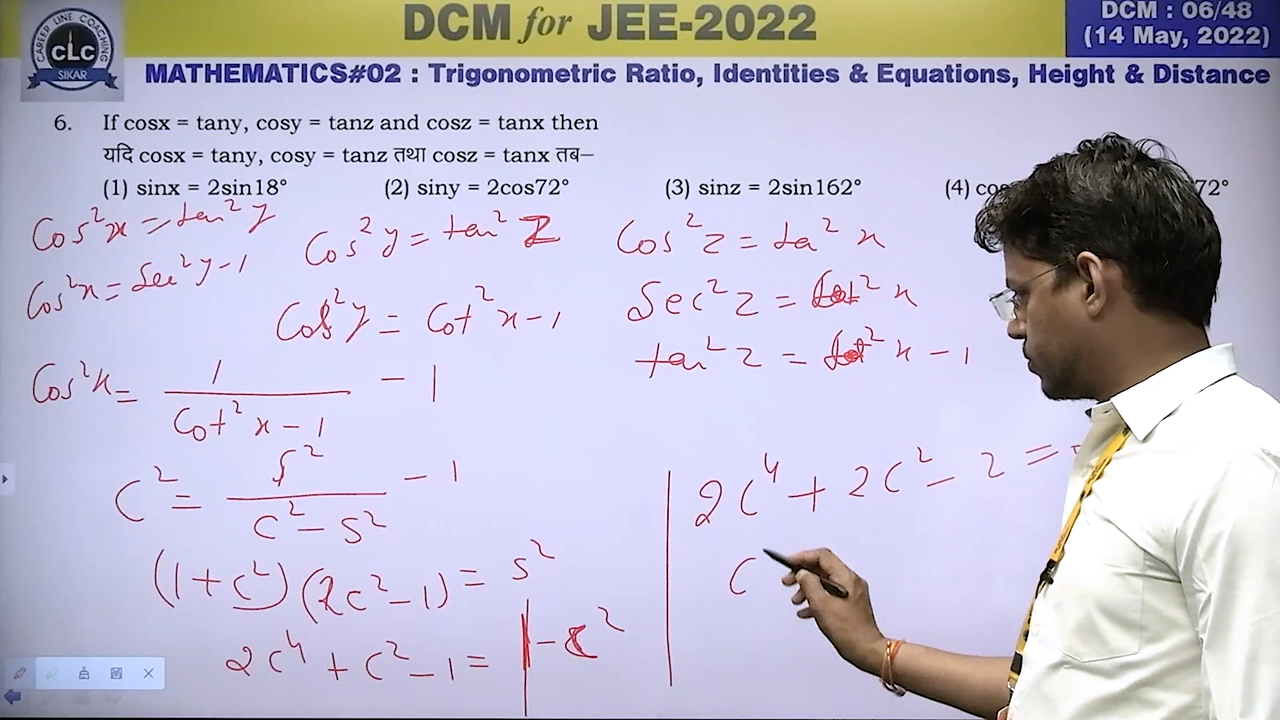 DCM for JEE-2022
DCM : 06/48
(14 May, 2022)
CAREER LINE COACHING
CLC
SIKAR
MATHEMATICS#02 : Trigonometric Ratio, Identities & Equations, Height & Distance
6. If cosx = tany, cosy = tanz and cosz = tanx then
यदि cosx = tany, cosy = tanz तथा cosz = tanx तब–
(1) sinx = 2sin18° (2) siny = 2cos72° (3) sinz = 2sin162° (4) 72°
Cos²x = tan²y
Cos²x = Sec²y-1
Cos²x = 1/(Cot²x-1) - 1
Cos²y = tan²z
Cos²y = Cot²x-1
Cos²z = ta²x
Sec²z = Cot²x
tan²z = Cot²x-1
C² = S²/(C²-S²) - 1
(1+C²)(2C²-1) = S²
2C⁴+C²-1 = 1-C²
2C⁴+2C²-2 =
C